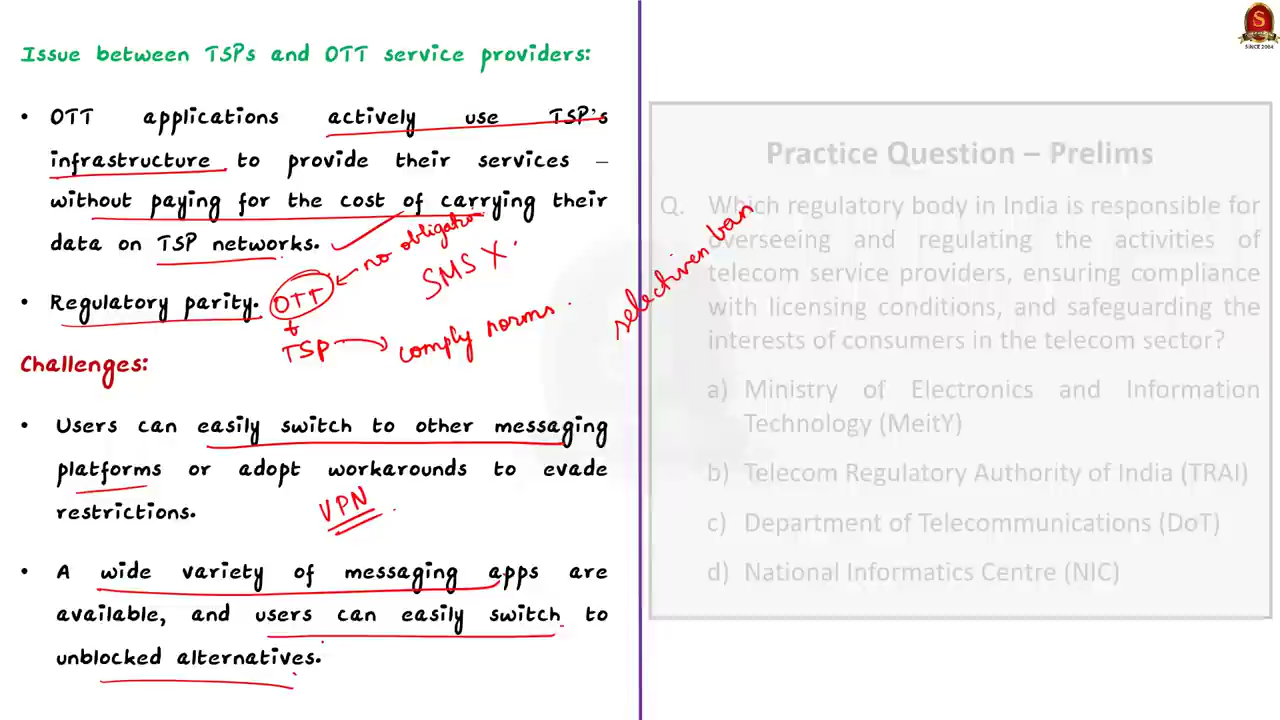 Issue between TSPs and OTT service providers:
• OTT applications actively use TSP's
infrastructure to provide their services –
without paying for the cost of carrying their
data on TSP networks.
no obligation
SMS X
• Regulatory parity.
OTT
TSP
comply norms
Challenges:
• Users can easily switch to other messaging
platforms or adopt workarounds to evade
restrictions.
VPN
• A wide variety of messaging apps are
available, and users can easily switch to
unblocked alternatives.
selectiven ban
S
SINCE 2004
Practice Question – Prelims
Q. Which regulatory body in India is responsible for
overseeing and regulating the activities of
telecom service providers, ensuring compliance
with licensing conditions, and safeguarding the
interests of consumers in the telecom sector?
a) Ministry of Electronics and Information
Technology (MeitY)
b) Telecom Regulatory Authority of India (TRAI)
c) Department of Telecommunications (DoT)
d) National Informatics Centre (NIC)